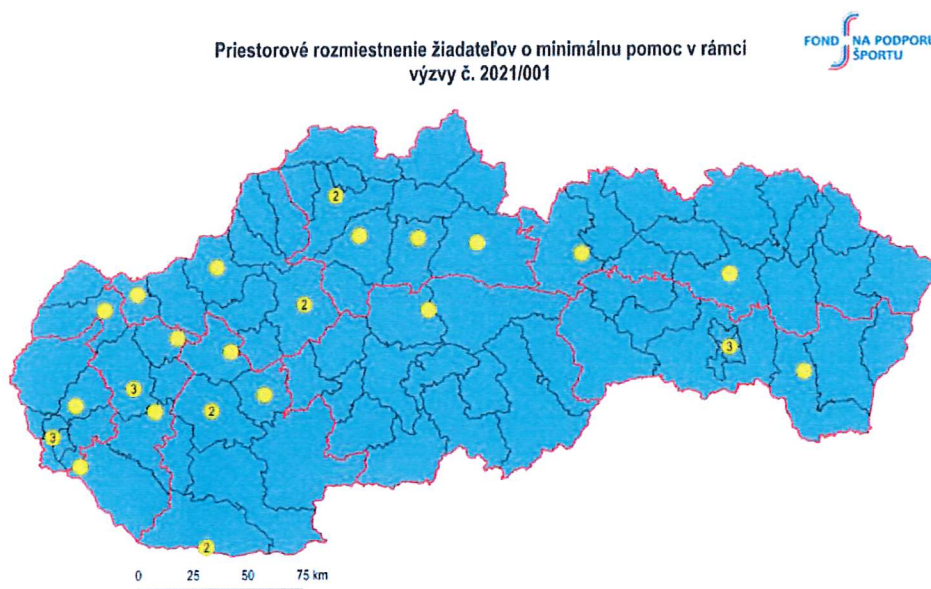 Priestorové rozmiestnenie žiadateľov o minimálnu pomoc v rámci
výzvy č. 2021/001
FOND NA PODPORU
ŠPORTU
2
2
3
3
2
3
2
0 25 50 75 km